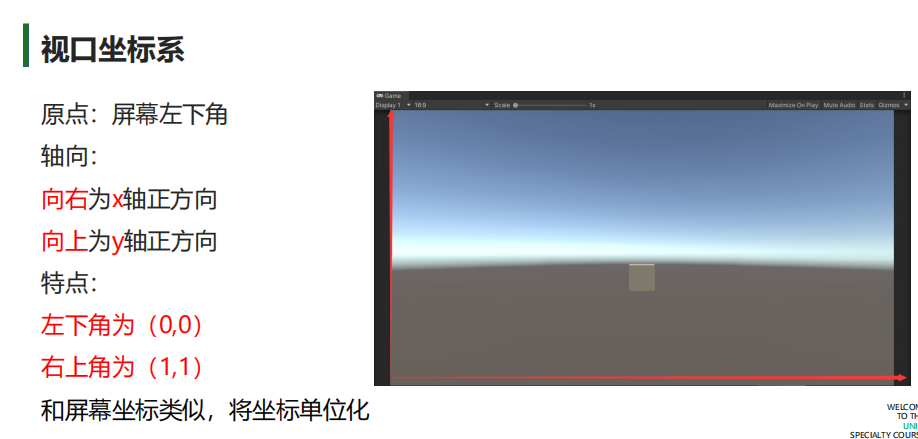 视口坐标系
原点：屏幕左下角
轴向：
向右为x轴正方向
向上为y轴正方向
特点：
左下角为（0,0）
右上角为（1,1）
和屏幕坐标类似，将坐标单位化
Game
Display 1 16:9 Scale 1x Maximize On Play Mute Audio Stats Gizmos
WELCOM
TO TH
UNI
SPECIALTY COURS